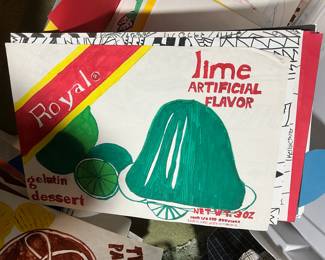 Royal®
lime
ARTIFICIAL
FLAVOR
gelatin
dessert
NET WT. 3 OZ